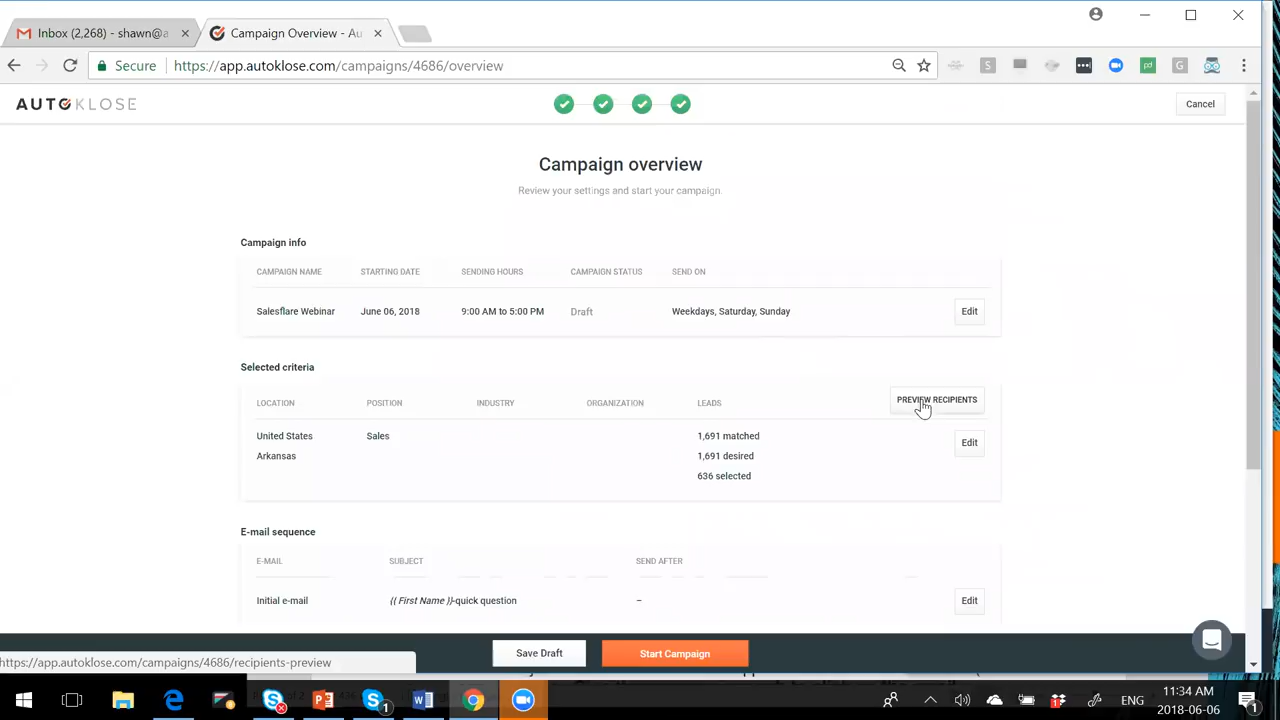 Inbox (2,268) - shawn@a
Campaign Overview - Au
Secure
https://app.autoklose.com/campaigns/4686/overview
AUTOKLOSE
Cancel
Campaign overview
Review your settings and start your campaign.
Campaign info
CAMPAIGN NAME STARTING DATE SENDING HOURS CAMPAIGN STATUS SEND ON
Salesflare Webinar June 06, 2018 9:00 AM to 5:00 PM Draft Weekdays, Saturday, Sunday Edit
Selected criteria
LOCATION POSITION INDUSTRY ORGANIZATION LEADS PREVIEW RECIPIENTS
United States Sales 1,691 matched Edit
Arkansas 1,691 desired
636 selected
E-mail sequence
E-MAIL SUBJECT SEND AFTER
Initial e-mail {{ First Name }}-quick question – Edit
Save Draft Start Campaign
https://app.autoklose.com/campaigns/4686/recipients-preview
ENG
11:34 AM
2018-06-06